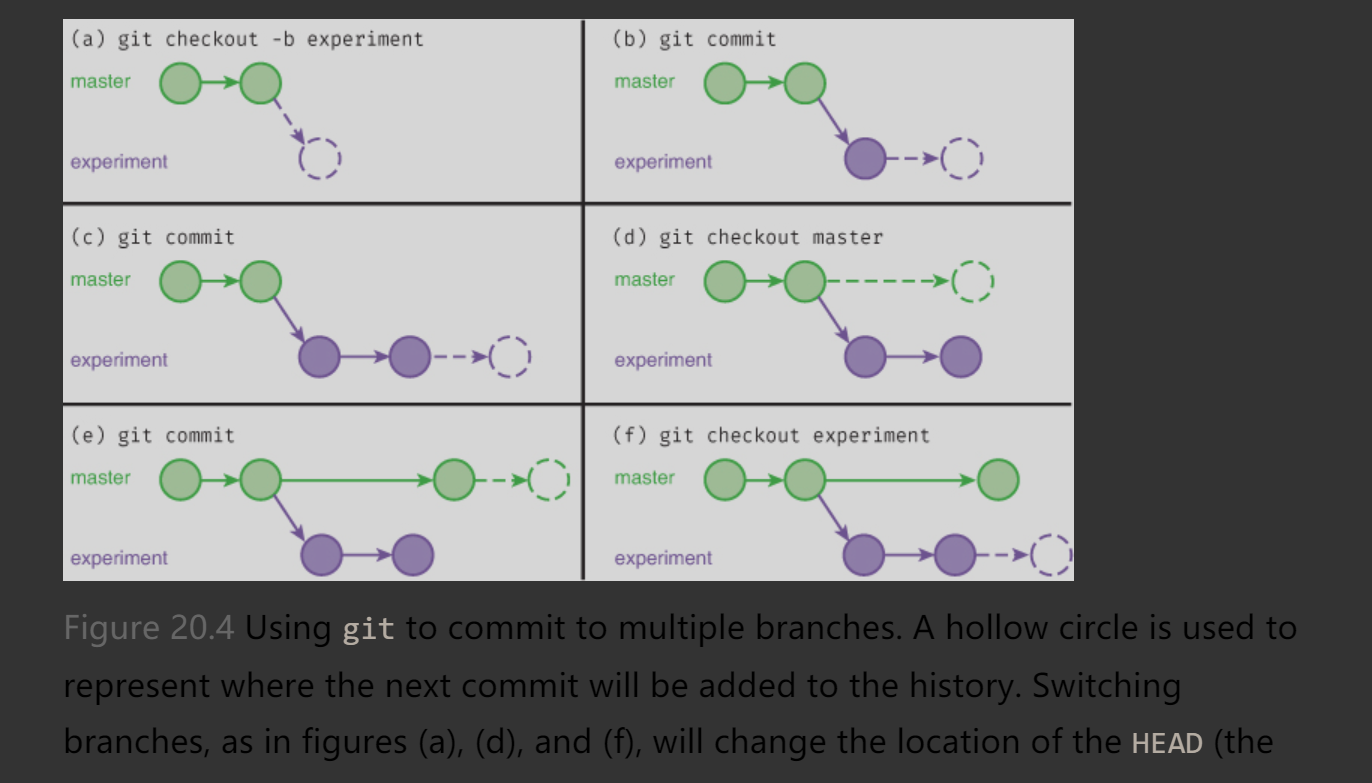 (a) git checkout -b experiment
master
experiment
(b) git commit
master
experiment
(c) git commit
master
experiment
(d) git checkout master
master
experiment
(e) git commit
master
experiment
(f) git checkout experiment
master
experiment
Figure 20.4 Using git to commit to multiple branches. A hollow circle is used to
represent where the next commit will be added to the history. Switching
branches, as in figures (a), (d), and (f), will change the location of the HEAD (the